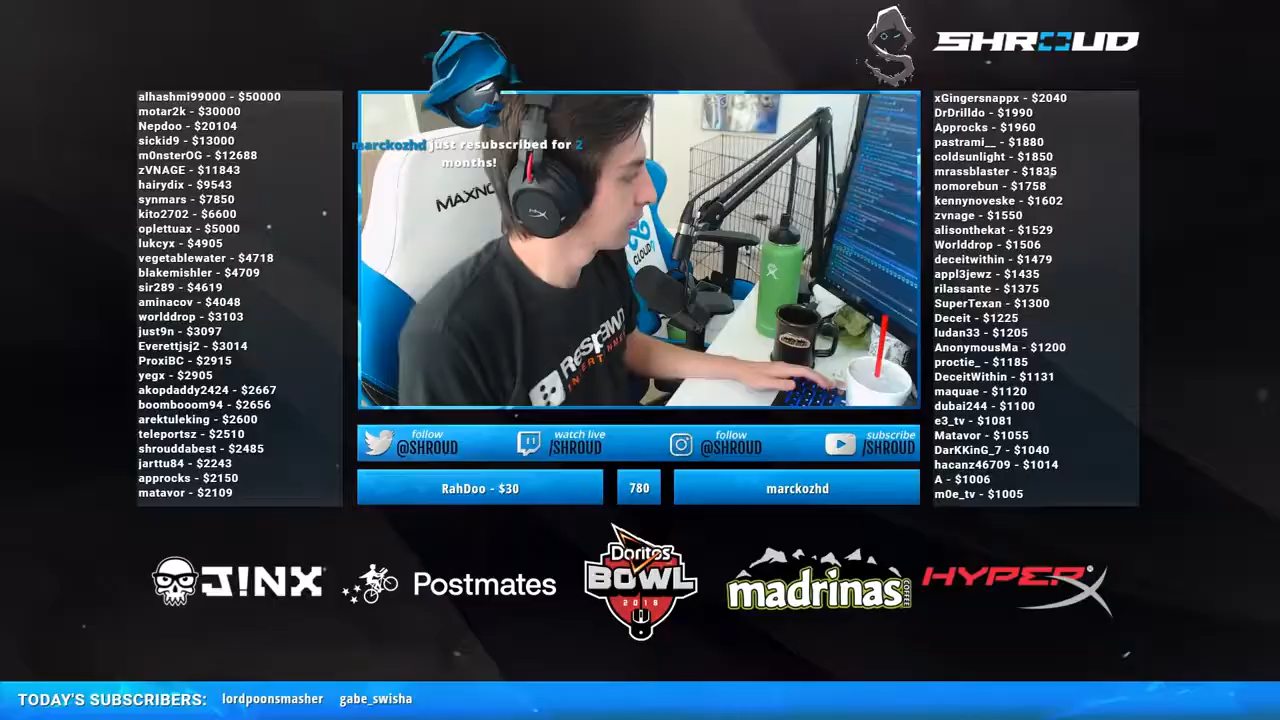 SHROUD
alhashmi99000 - $50000
motar2k - $30000
Nepdoo - $20104
sickid9 - $13000
m0nsterOG - $12688
zVNAGE - $11843
hairydix - $9543
synmars - $7850
kito2702 - $6600
oplettuax - $5000
lukcyx - $4905
vegetablewater - $4718
blakemishler - $4709
sir289 - $4619
aminacov - $4048
worlddrop - $3103
just9n - $3097
Everettjsj2 - $3014
ProxiBC - $2915
yegx - $2905
akopdaddy2424 - $2667
boombooom94 - $2656
arektuleking - $2600
teleportsz - $2510
shrouddabest - $2485
jarttu84 - $2243
approcks - $2150
matavor - $2109
marckozhd just resubscribed for 2
months!
MAXNO
CLOUD9
Respawn
xGingersnappx - $2040
DrDrilldo - $1990
Approcks - $1960
pastrami__ - $1880
coldsunlight - $1850
mrassblaster - $1835
nomorebun - $1758
kennynoveske - $1602
zvnage - $1550
alisonthekat - $1529
Worlddrop - $1506
deceitwithin - $1479
appl3jewz - $1435
rilassante - $1375
SuperTexan - $1300
Deceit - $1225
ludan33 - $1205
AnonymousMa - $1200
proctie_ - $1185
DeceitWithin - $1131
maquae - $1120
dubai244 - $1100
e3_tv - $1081
Matavor - $1055
DarKKinG_7 - $1040
hacanz46709 - $1014
A - $1006
m0e_tv - $1005
follow
@SHROUD
watch live
/SHROUD
follow
@SHROUD
subscribe
/SHROUD
RahDoo - $30
780
marckozhd
J!NX
Postmates
Doritos
BOWL
2018
madrinas
COFFEE
HYPERX
TODAY'S SUBSCRIBERS: lordpoonsmasher gabe_swisha